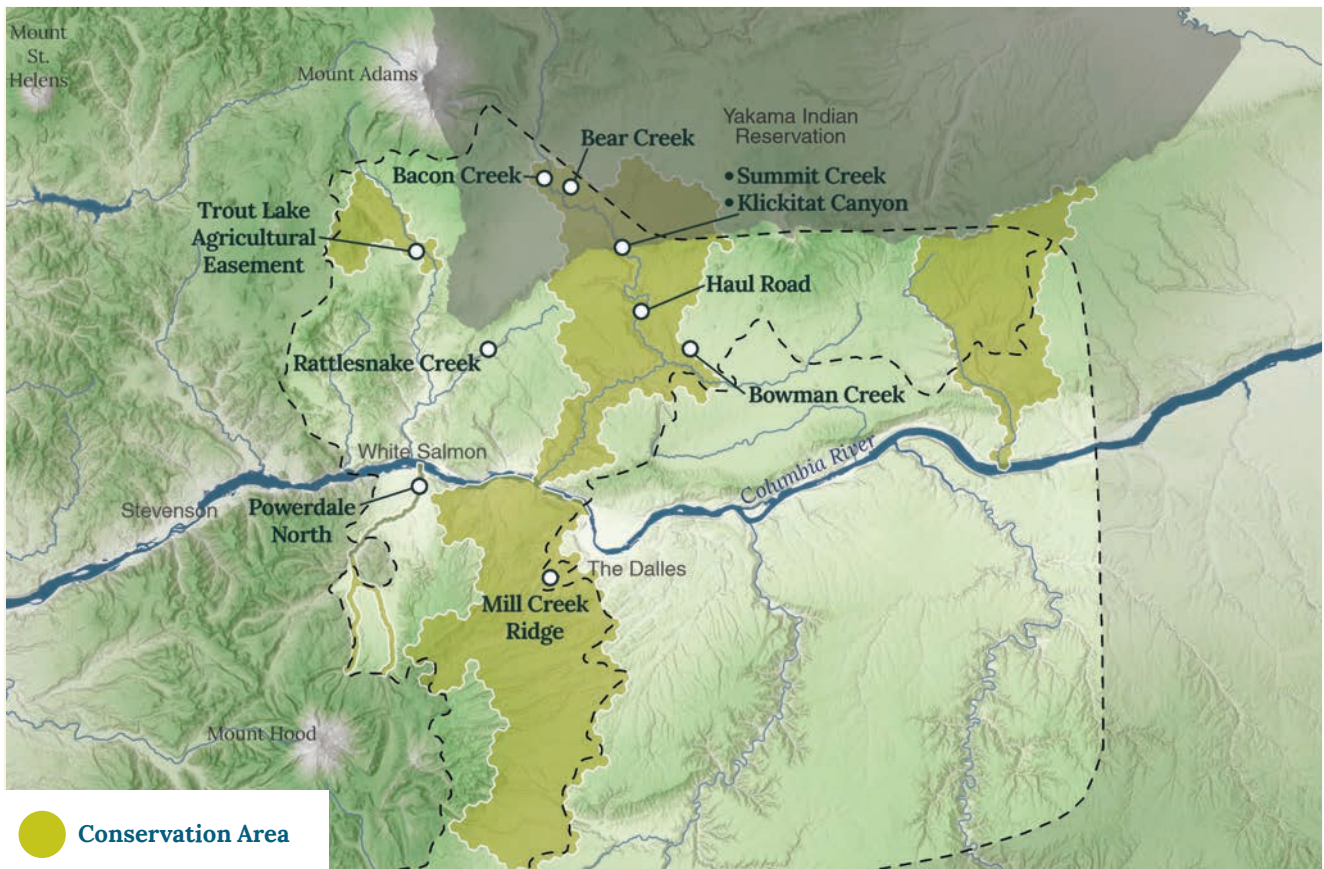 Mount
St.
Helens
Mount Adams
Yakama Indian
Reservation
Bear Creek
Bacon Creek
• Summit Creek
• Klickitat Canyon
Trout Lake
Agricultural
Easement
Haul Road
Rattlesnake Creek
Bowman Creek
White Salmon
Columbia River
Stevenson
Powerdale
North
The Dalles
Mill Creek
Ridge
Mount Hood
Conservation Area